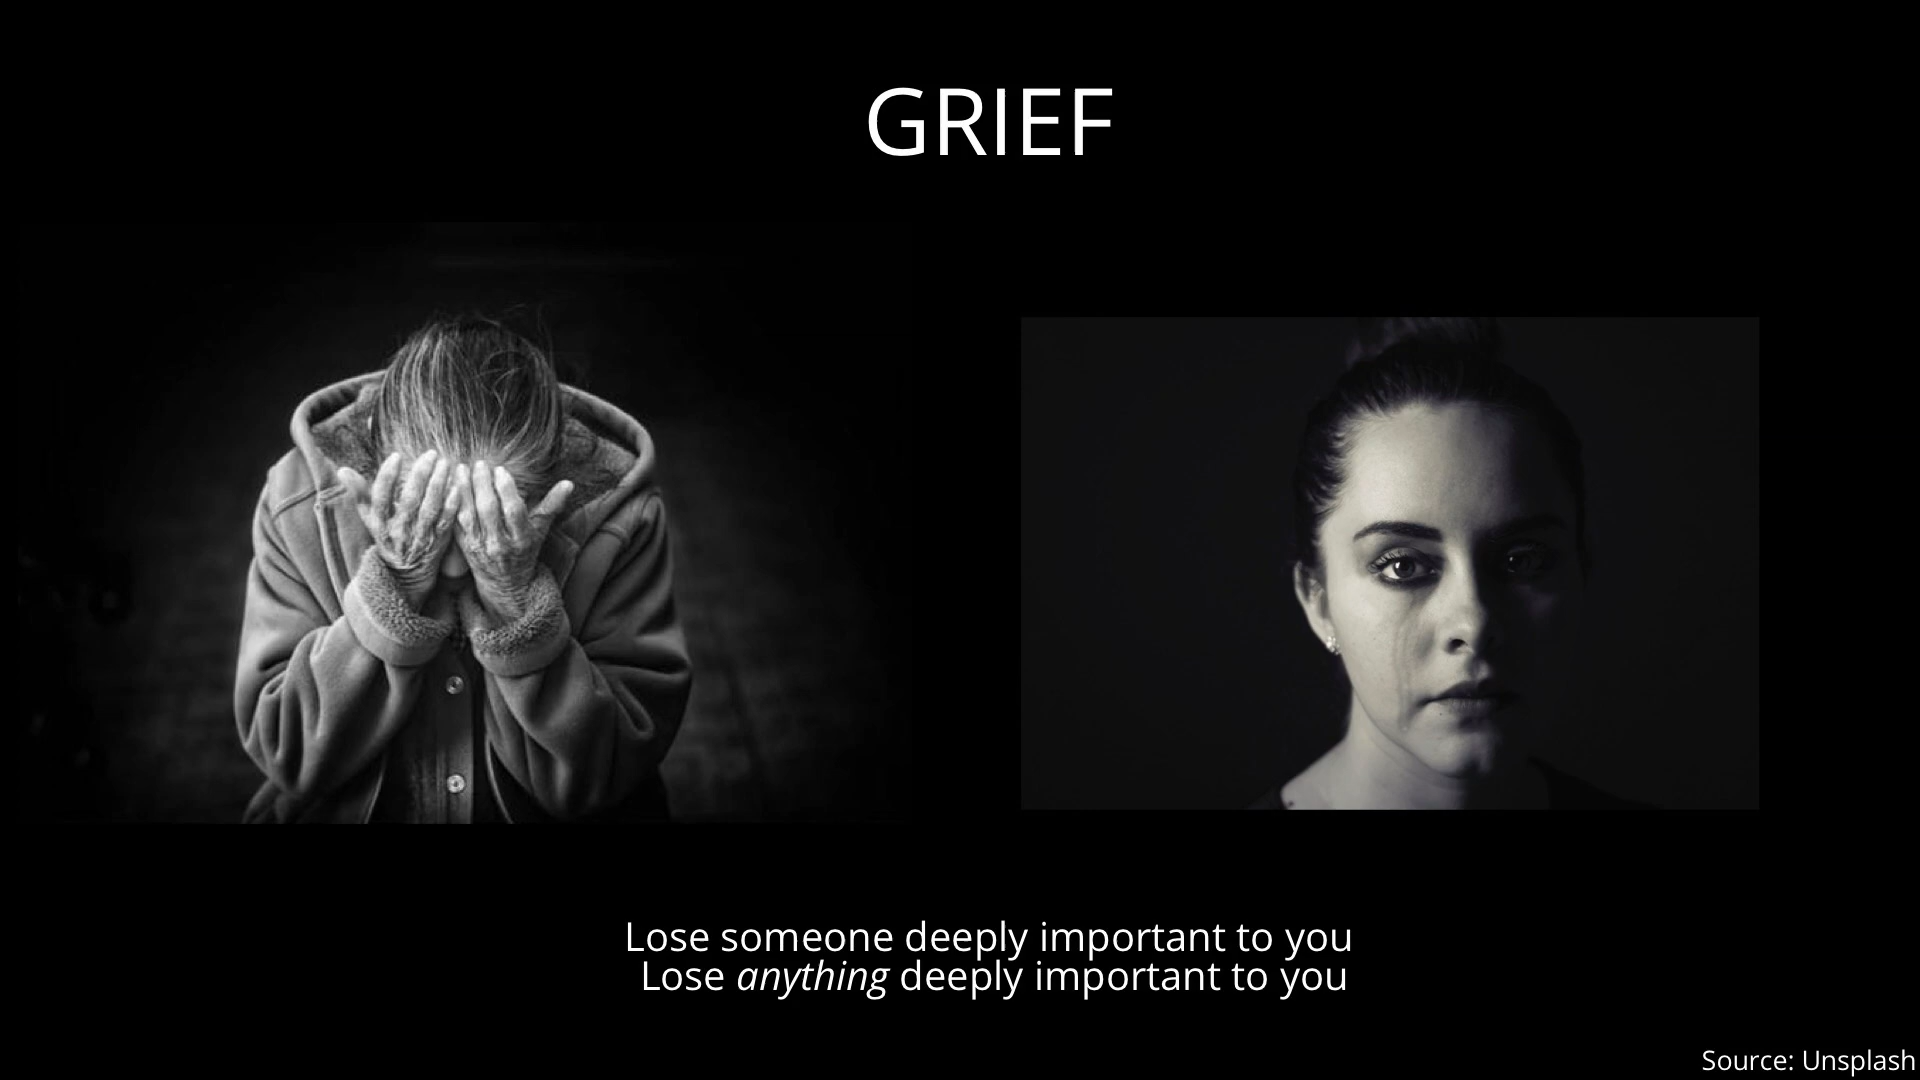 GRIEF
Lose someone deeply important to you
Lose anything deeply important to you
Source: Unsplash